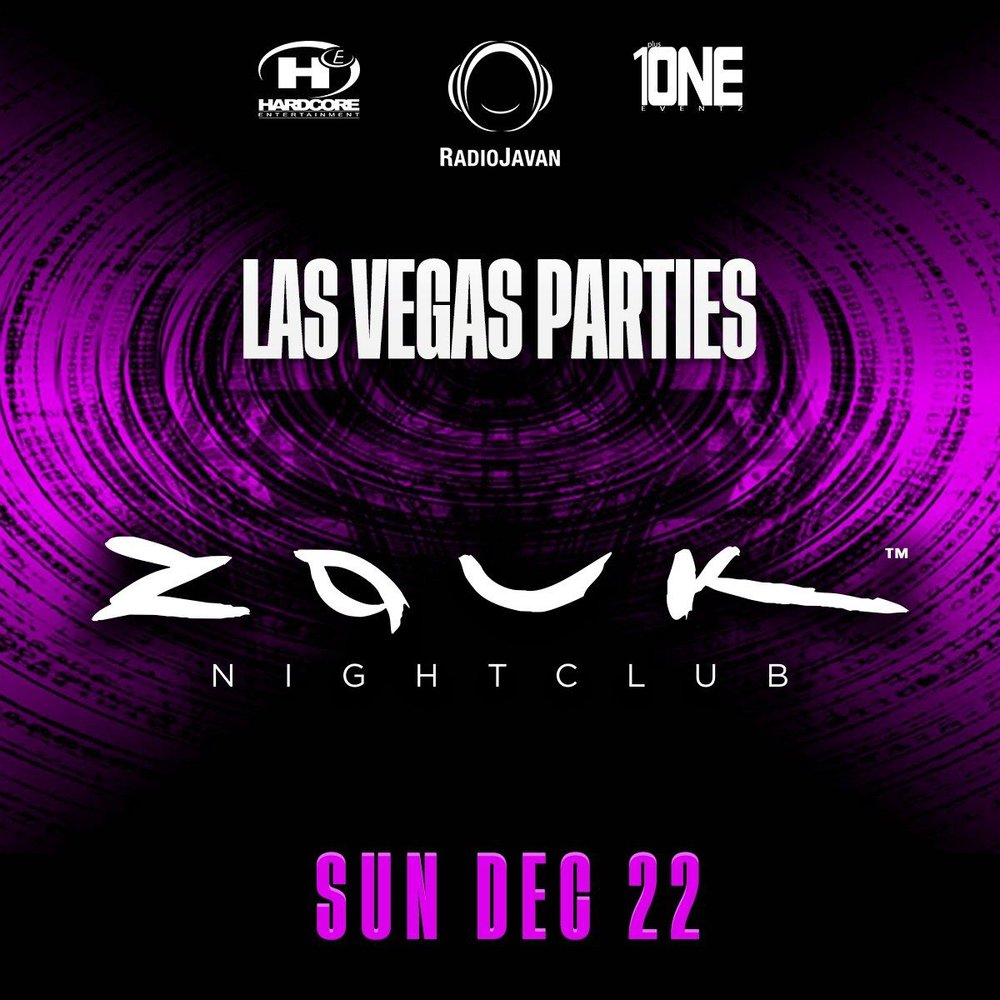 H E
HARDCORE
ENTERTAINMENT
RADIOJAVAN
plus
1ONE
EVENTZ
LAS VEGAS PARTIES
ZOUK™
NIGHTCLUB
SUN DEC 22